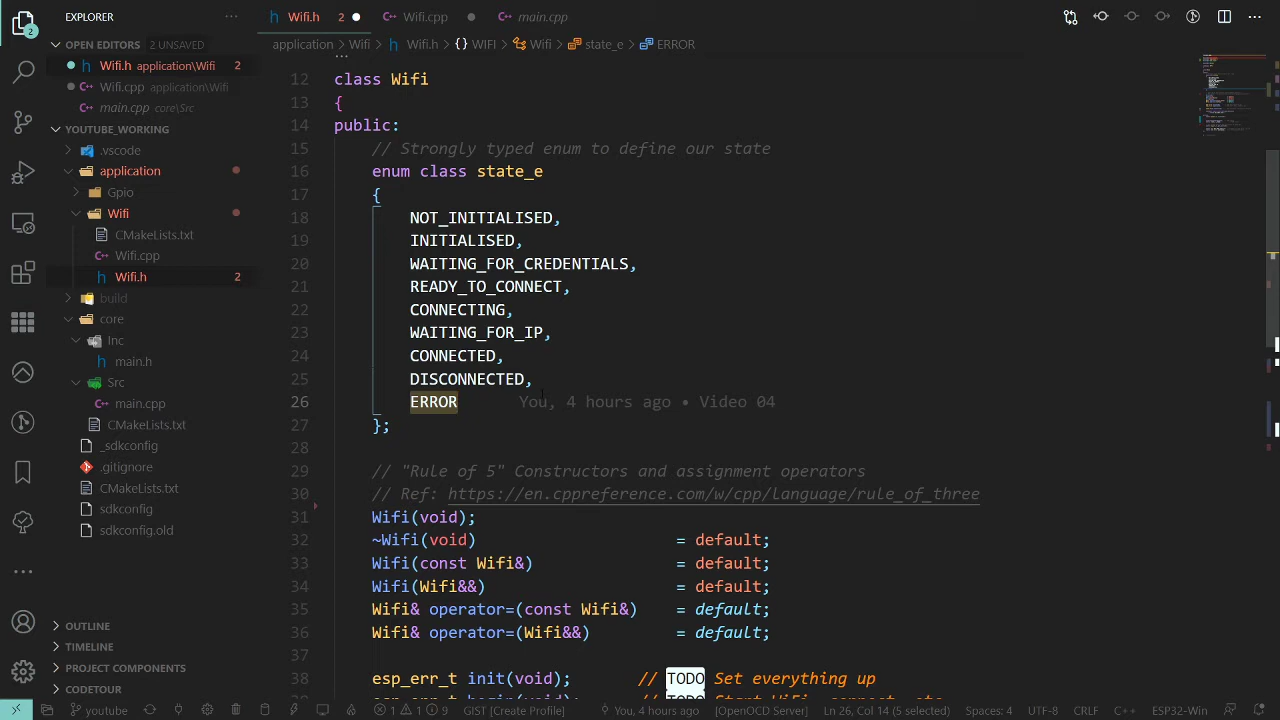 EXPLORER
OPEN EDITORS 2 UNSAVED
Wifi.h application\Wifi 2
Wifi.cpp application\Wifi
main.cpp core\Src
YOUTUBE_WORKING
.vscode
application
Gpio
Wifi
CMakeLists.txt
Wifi.cpp
Wifi.h 2
build
core
Inc
main.h
Src
main.cpp
CMakeLists.txt
_sdkconfig
.gitignore
CMakeLists.txt
sdkconfig
sdkconfig.old
OUTLINE
TIMELINE
PROJECT COMPONENTS
CODETOUR
Wifi.h 2 Wifi.cpp main.cpp
application > Wifi > Wifi.h > {} WIFI > Wifi > state_e > ERROR
12 class Wifi
13 {
14 public:
15 // Strongly typed enum to define our state
16 enum class state_e
17 {
18 NOT_INITIALISED,
19 INITIALISED,
20 WAITING_FOR_CREDENTIALS,
21 READY_TO_CONNECT,
22 CONNECTING,
23 WAITING_FOR_IP,
24 CONNECTED,
25 DISCONNECTED,
26 ERROR You, 4 hours ago • Video 04
27 };
28
29 // "Rule of 5" Constructors and assignment operators
30 // Ref: https://en.cppreference.com/w/cpp/language/rule_of_three
31 Wifi(void);
32 ~Wifi(void) = default;
33 Wifi(const Wifi&) = default;
34 Wifi(Wifi&&) = default;
35 Wifi& operator=(const Wifi&) = default;
36 Wifi& operator=(Wifi&&) = default;
37
38 esp_err_t init(void); // TODO Set everything up
youtube 1 1 9 GIST [Create Profile] You, 4 hours ago [OpenOCD Server] Ln 26, Col 14 (5 selected) Spaces: 4 UTF-8 CRLF C++ ESP32-Win